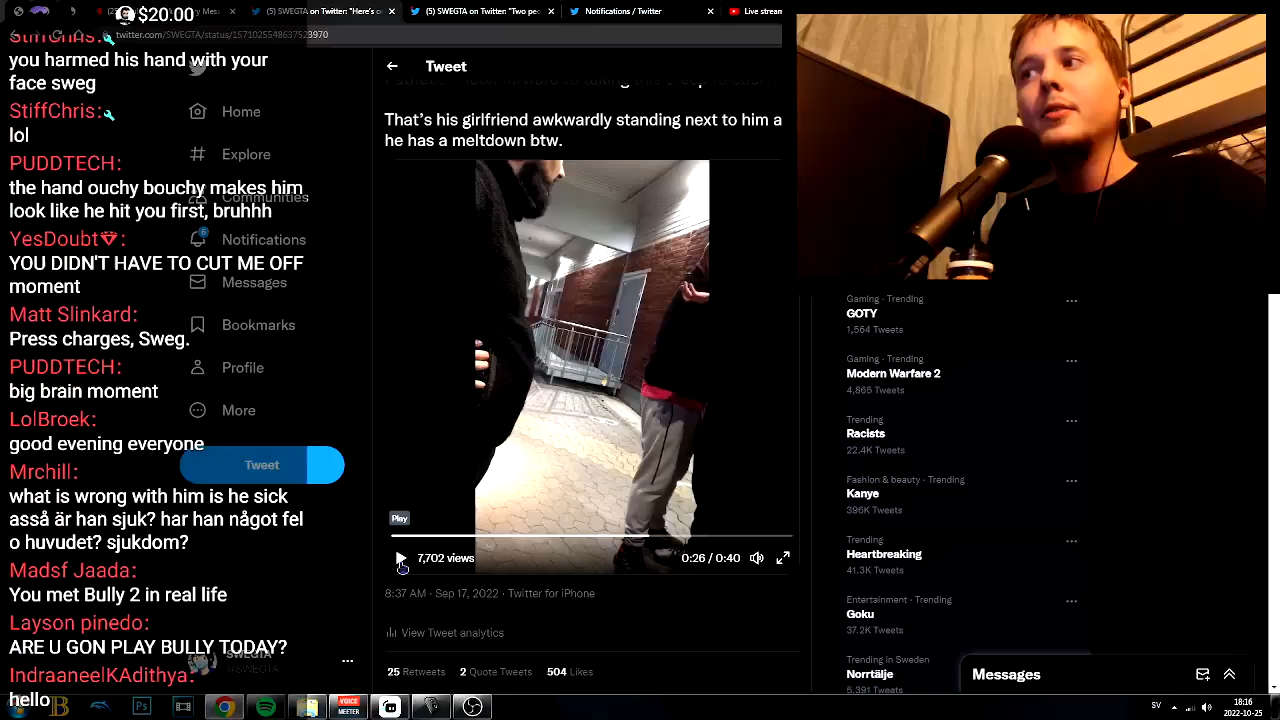 $20.00
(5) SWEGTA on Twitter: "Here's o
(5) SWEGTA on Twitter: "Two pe
Notifications / Twitter
Live stream
twitter.com/SWEGTA/status/1571025548637523970
StiffChris:
you harmed his hand with your
face sweg
StiffChris:
lol
PUDDTECH:
the hand ouchy bouchy makes him
look like he hit you first, bruhhh
YesDoubt
:
YOU DIDN'T HAVE TO CUT ME OFF
moment
Matt Slinkard:
Press charges, Sweg.
PUDDTECH:
big brain moment
LolBroek:
good evening everyone
Mrchill:
what is wrong with him is he sick
asså är han sjuk? har han något fel
o huvudet? sjukdom?
Madsf Jaada:
You met Bully 2 in real life
Layson pinedo:
ARE U GON PLAY BULLY TODAY?
IndraaneelKAdithya:
hello
Home
Explore
Communities
6
Notifications
Messages
Bookmarks
Profile
More
Tweet
SWEGTA
@SWEGTA
Tweet
That's his girlfriend awkwardly standing next to him a
he has a meltdown btw.
Play
7,702 views
0:26 / 0:40
8:37 AM · Sep 17, 2022 · Twitter for iPhone
View Tweet analytics
25 Retweets 2 Quote Tweets 504 Likes
Gaming · Trending
GOTY
1,564 Tweets
Gaming · Trending
Modern Warfare 2
4,865 Tweets
Trending
Racists
22.4K Tweets
Fashion & beauty · Trending
Kanye
396K Tweets
Trending
Heartbreaking
41.3K Tweets
Entertainment · Trending
Goku
37.2K Tweets
Trending in Sweden
Norrtälje
5,391 Tweets
Messages
Ps
VOICE
MEETER
SV
18:16
2022-10-25